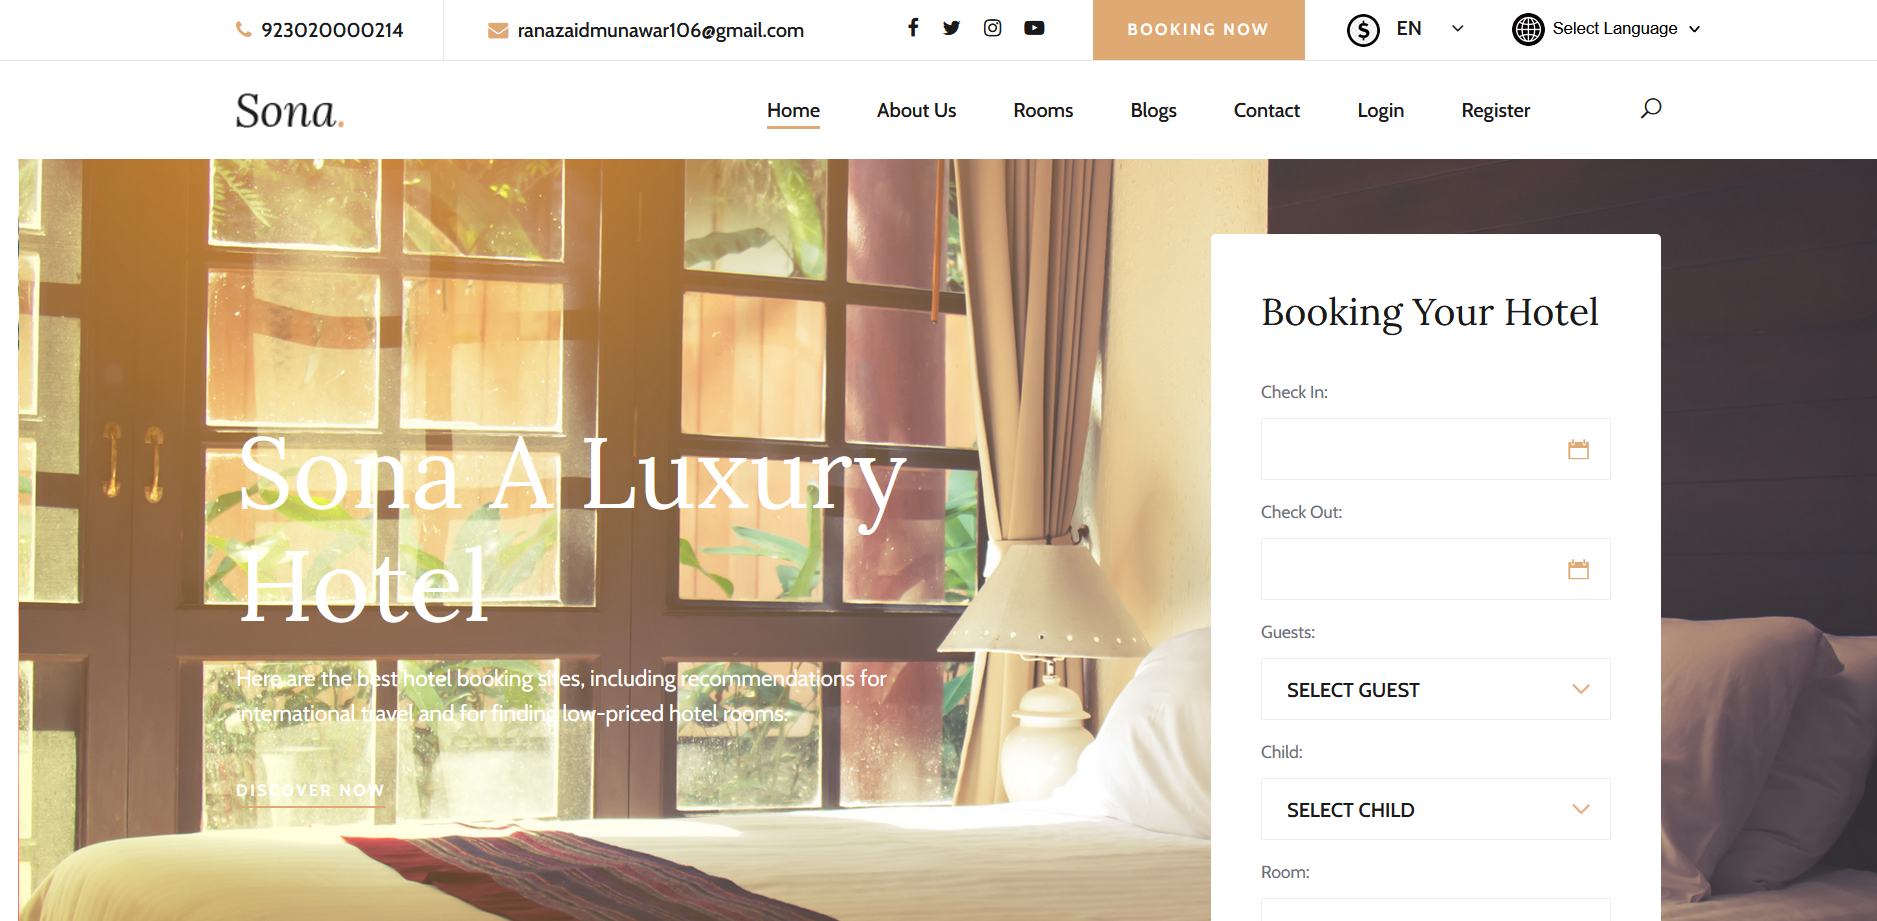 923020000214
ranazaidmunawar106@gmail.com
BOOKING NOW
$ EN
Select Language
Sona.
Home About Us Rooms Blogs Contact Login Register
Sona A Luxury
Hotel
Here are the best hotel booking sites, including recommendations for
international travel and for finding low-priced hotel rooms.
DISCOVER NOW
Booking Your Hotel
Check In:
Check Out:
Guests:
SELECT GUEST
Child:
SELECT CHILD
Room: